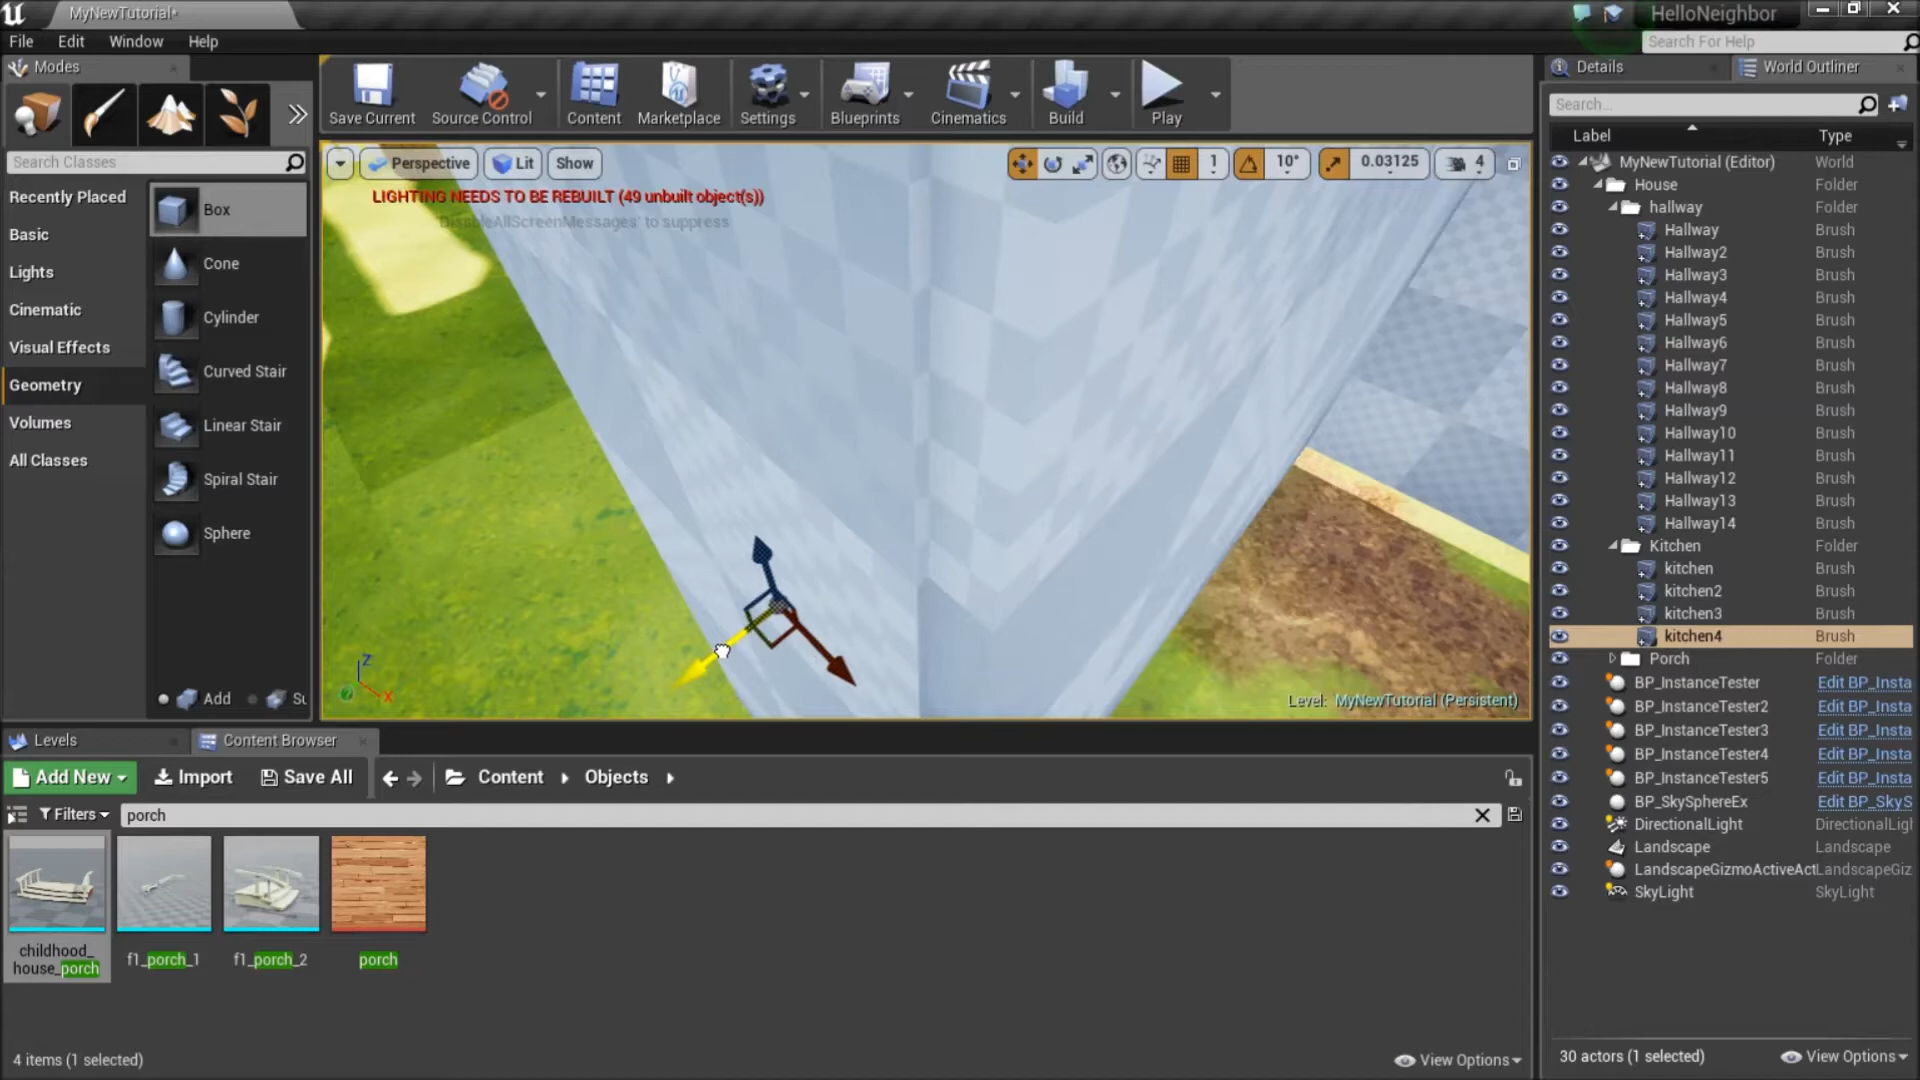 MyNewTutorial*
HelloNeighbor
File Edit Window Help
Search For Help
Modes
Save Current
Source Control
Content
Marketplace
Settings
Blueprints
Cinematics
Build
Play
Details
World Outliner
Search Classes
Recently Placed
Basic
Lights
Cinematic
Visual Effects
Geometry
Volumes
All Classes
Box
Cone
Cylinder
Curved Stair
Linear Stair
Spiral Stair
Sphere
Add
Su
Perspective
Lit
Show
1
10°
0.03125
4
LIGHTING NEEDS TO BE REBUILT (49 unbuilt object(s))
'DisableAllScreenMessages' to suppress
Z
X
Level: MyNewTutorial (Persistent)
Search...
Label Type
MyNewTutorial (Editor) World
House Folder
hallway Folder
Hallway Brush
Hallway2 Brush
Hallway3 Brush
Hallway4 Brush
Hallway5 Brush
Hallway6 Brush
Hallway7 Brush
Hallway8 Brush
Hallway9 Brush
Hallway10 Brush
Hallway11 Brush
Hallway12 Brush
Hallway13 Brush
Hallway14 Brush
Kitchen Folder
kitchen Brush
kitchen2 Brush
kitchen3 Brush
kitchen4 Brush
Porch Folder
BP_InstanceTester Edit BP_Insta
BP_InstanceTester2 Edit BP_Insta
BP_InstanceTester3 Edit BP_Insta
BP_InstanceTester4 Edit BP_Insta
BP_InstanceTester5 Edit BP_Insta
BP_SkySphereEx Edit BP_SkyS
DirectionalLight DirectionalLigh
Landscape Landscape
LandscapeGizmoActiveAct LandscapeGiz
SkyLight SkyLight
30 actors (1 selected)
View Options
Levels
Content Browser
Add New
Import
Save All
Content
Objects
Filters
porch
childhood_
house_porch
f1_porch_1
f1_porch_2
porch
4 items (1 selected)
View Options